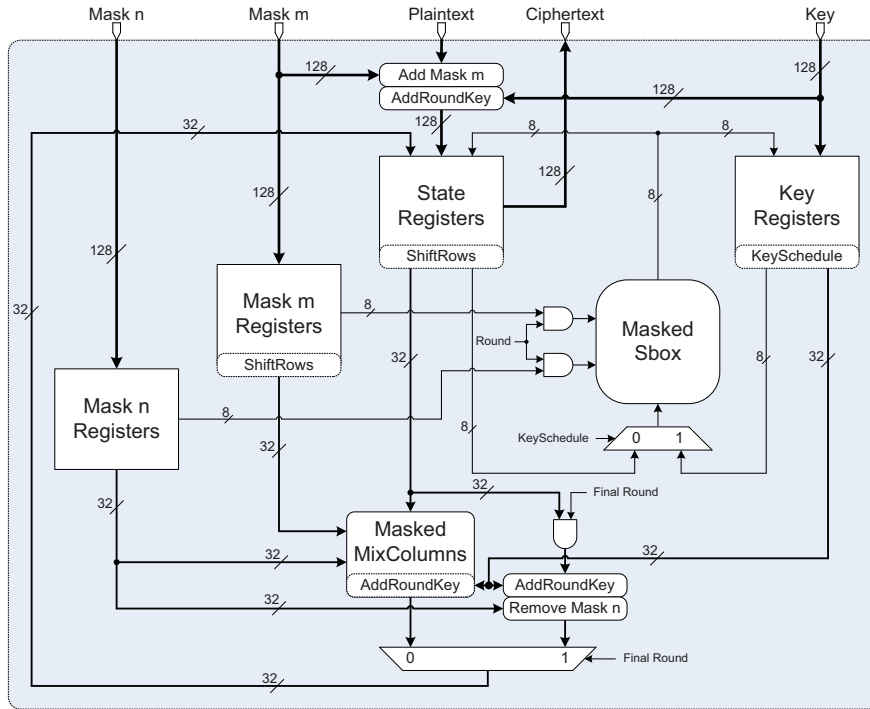 Mask n
Mask m
Plaintext
Ciphertext
Key
128
Add Mask m
128
AddRoundKey
128
32
128
8
8
128
128
8
State
Registers
ShiftRows
Key
Registers
KeySchedule
128
Mask m
Registers
ShiftRows
8
Masked
Sbox
Round
32
32
8
32
Mask n
Registers
8
8
KeySchedule
0 1
32
32
Final Round
32
Masked
MixColumns
AddRoundKey
32
32
AddRoundKey
Remove Mask n
32
0 1
Final Round
32